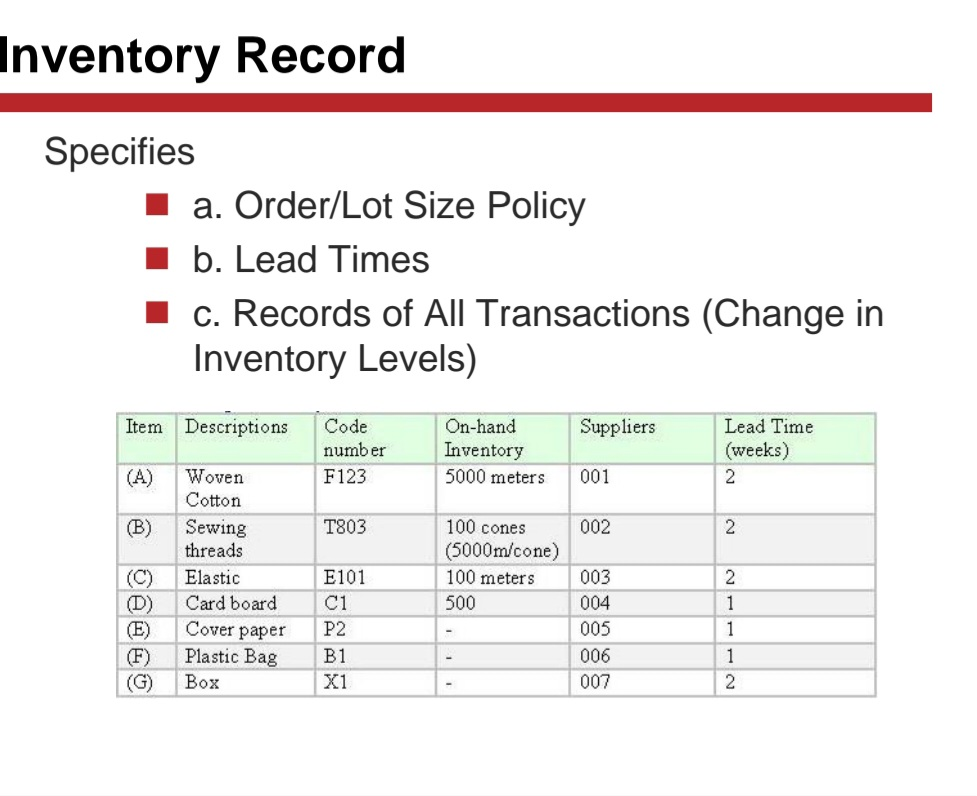 Inventory Record
Specifies
a. Order/Lot Size Policy
b. Lead Times
c. Records of All Transactions (Change in
Inventory Levels)
Item Descriptions Code number On-hand Inventory Suppliers Lead Time (weeks)
(A) Woven Cotton F123 5000 meters 001 2
(B) Sewing threads T803 100 cones (5000m/cone) 002 2
(C) Elastic E101 100 meters 003 2
(D) Card board C1 500 004 1
(E) Cover paper P2 - 005 1
(F) Plastic Bag B1 - 006 1
(G) Box X1 - 007 2